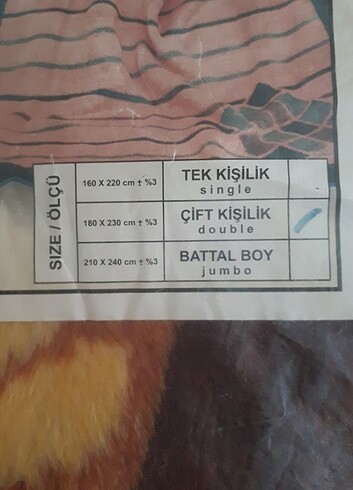 SIZE / ÖLÇÜ
160 X 220 cm ± %3
TEK KİŞİLİK
single
180 X 230 cm ± %3
ÇİFT KİŞİLİK
double
210 X 240 cm ± %3
BATTAL BOY
jumbo